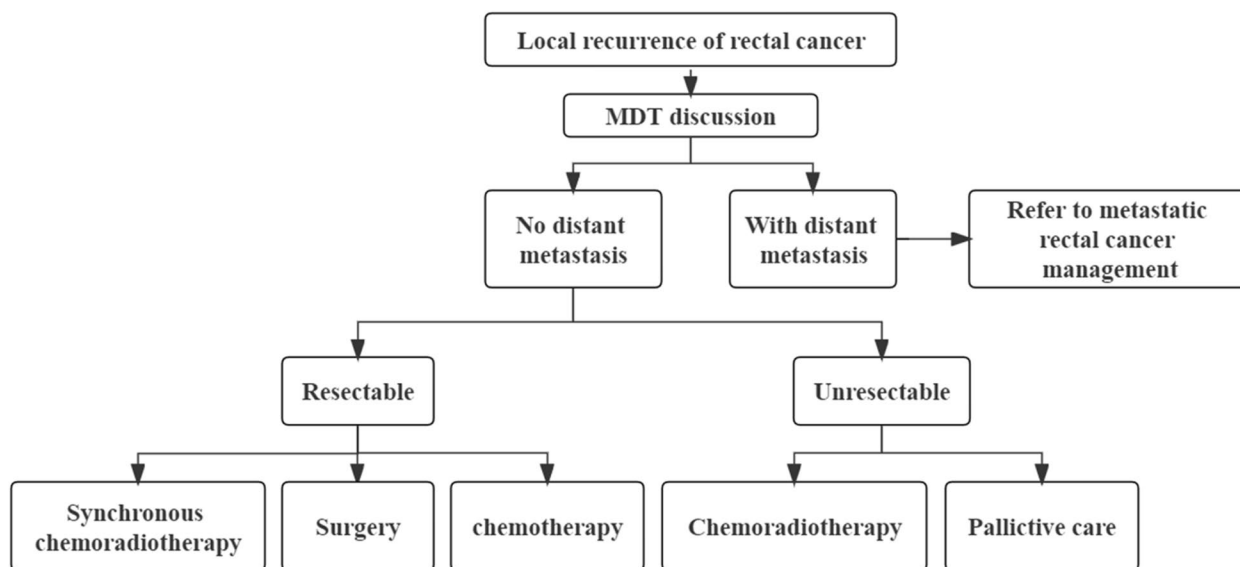 Local recurrence of rectal cancer
MDT discussion
No distant
metastasis
With distant
metastasis
Refer to metastatic
rectal cancer
management
Resectable
Unresectable
Synchronous
chemoradiotherapy
Surgery
chemotherapy
Chemoradiotherapy
Pallictive care